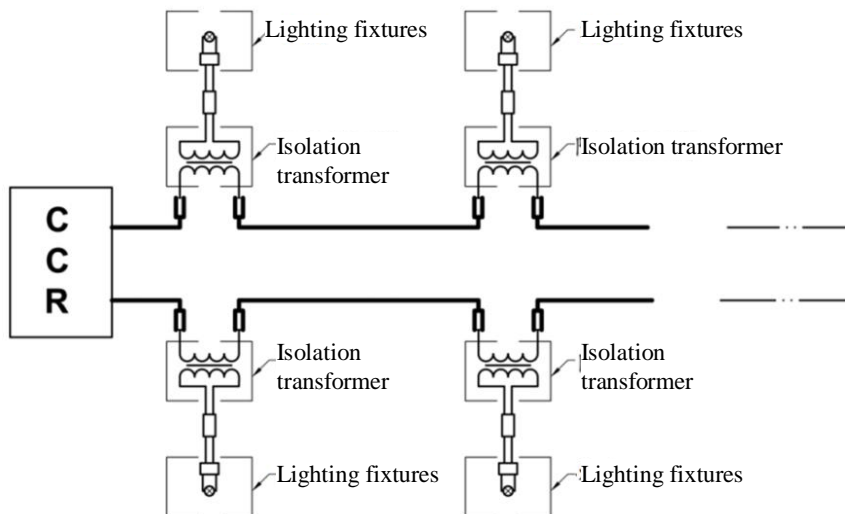 Lighting fixtures
Lighting fixtures
Isolation
transformer
Isolation transformer
C
C
R
Isolation
transformer
Isolation
transformer
Lighting fixtures
Lighting fixtures